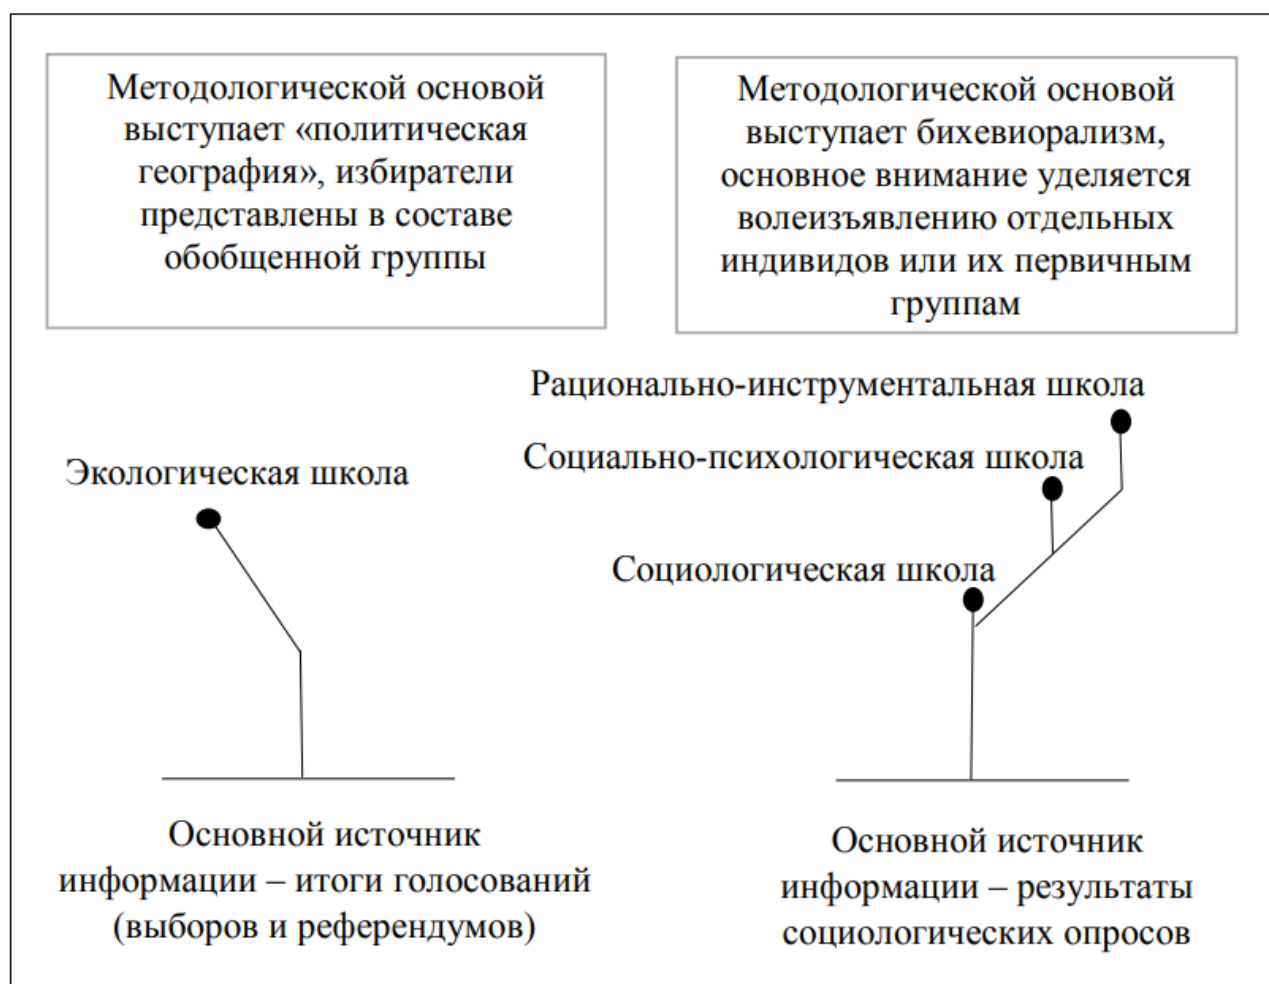 Методологической основой
выступает «политическая
география», избиратели
представлены в составе
обобщенной группы
Методологической основой
выступает бихевиорализм,
основное внимание уделяется
волеизъявлению отдельных
индивидов или их первичным
группам
Рационально-инструментальная школа
Социально-психологическая школа
Экологическая школа
Социологическая школа
Основной источник
информации – итоги голосований
(выборов и референдумов)
Основной источник
информации – результаты
социологических опросов